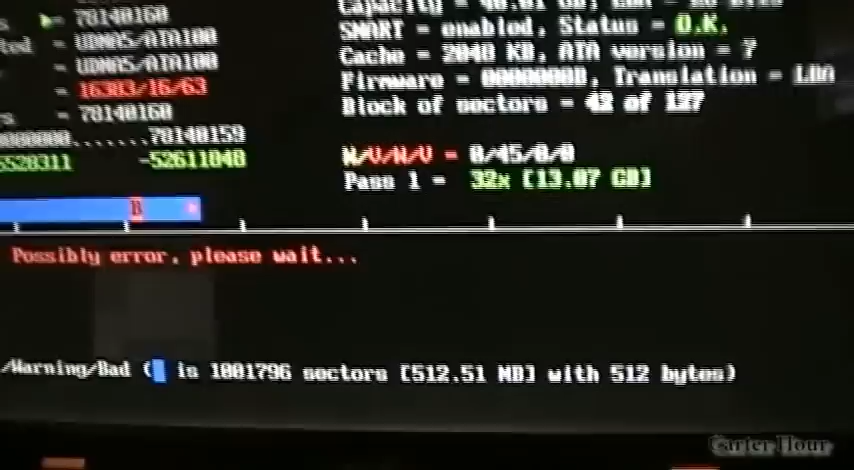 = 78140160
= UDMA5/ATA100
= UDMA5/ATA100
= 16383/16/63
= 78140160
.......78140159
-52611840
SMART = enabled, Status = O.K.
Cache = 2048 KB, ATA version = 7
Firmware = 0000000B, Translation = LBA
Block of sectors = 42 of 127
= 0/45/0/0
Pass 1 = 32x [13.07 GB]
B
Possibly error, please wait...
/Warning/Bad ( is 1001796 sectors [512.51 MB] with 512 bytes)
Carter Hour